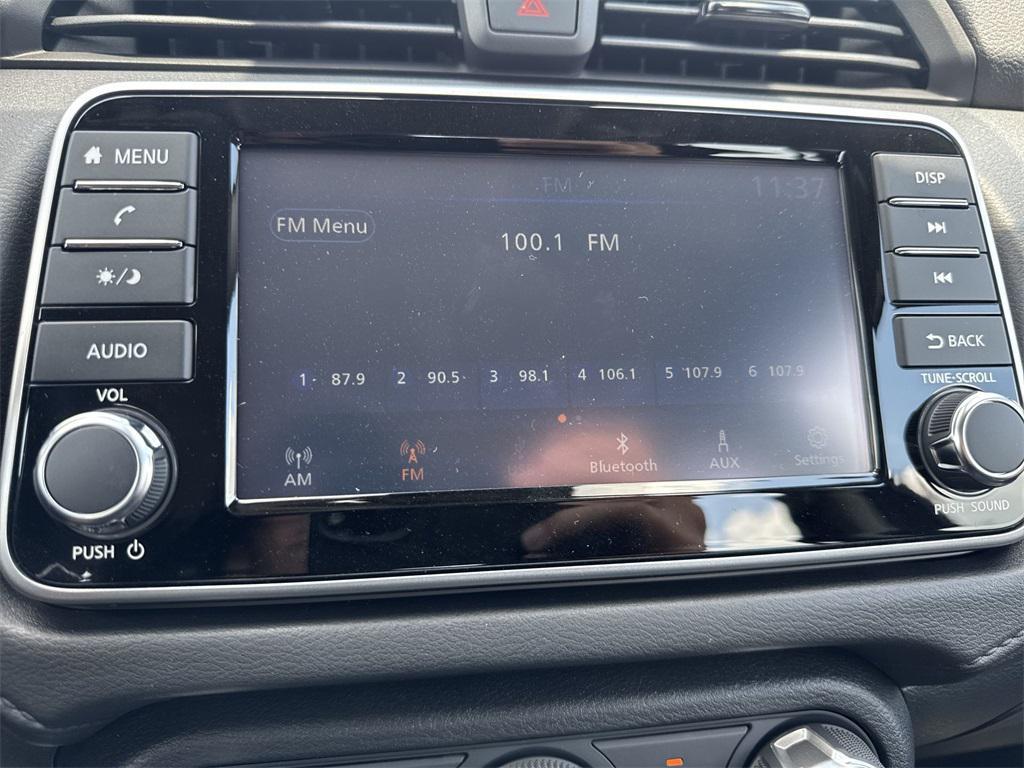 MENU
AUDIO
VOL
PUSH
FM
11:37
FM Menu
100.1 FM
1 87.9 2 90.5 3 98.1 4 106.1 5 107.9 6 107.9
AM FM Bluetooth AUX Settings
DISP
BACK
TUNE·SCROLL
PUSH SOUND